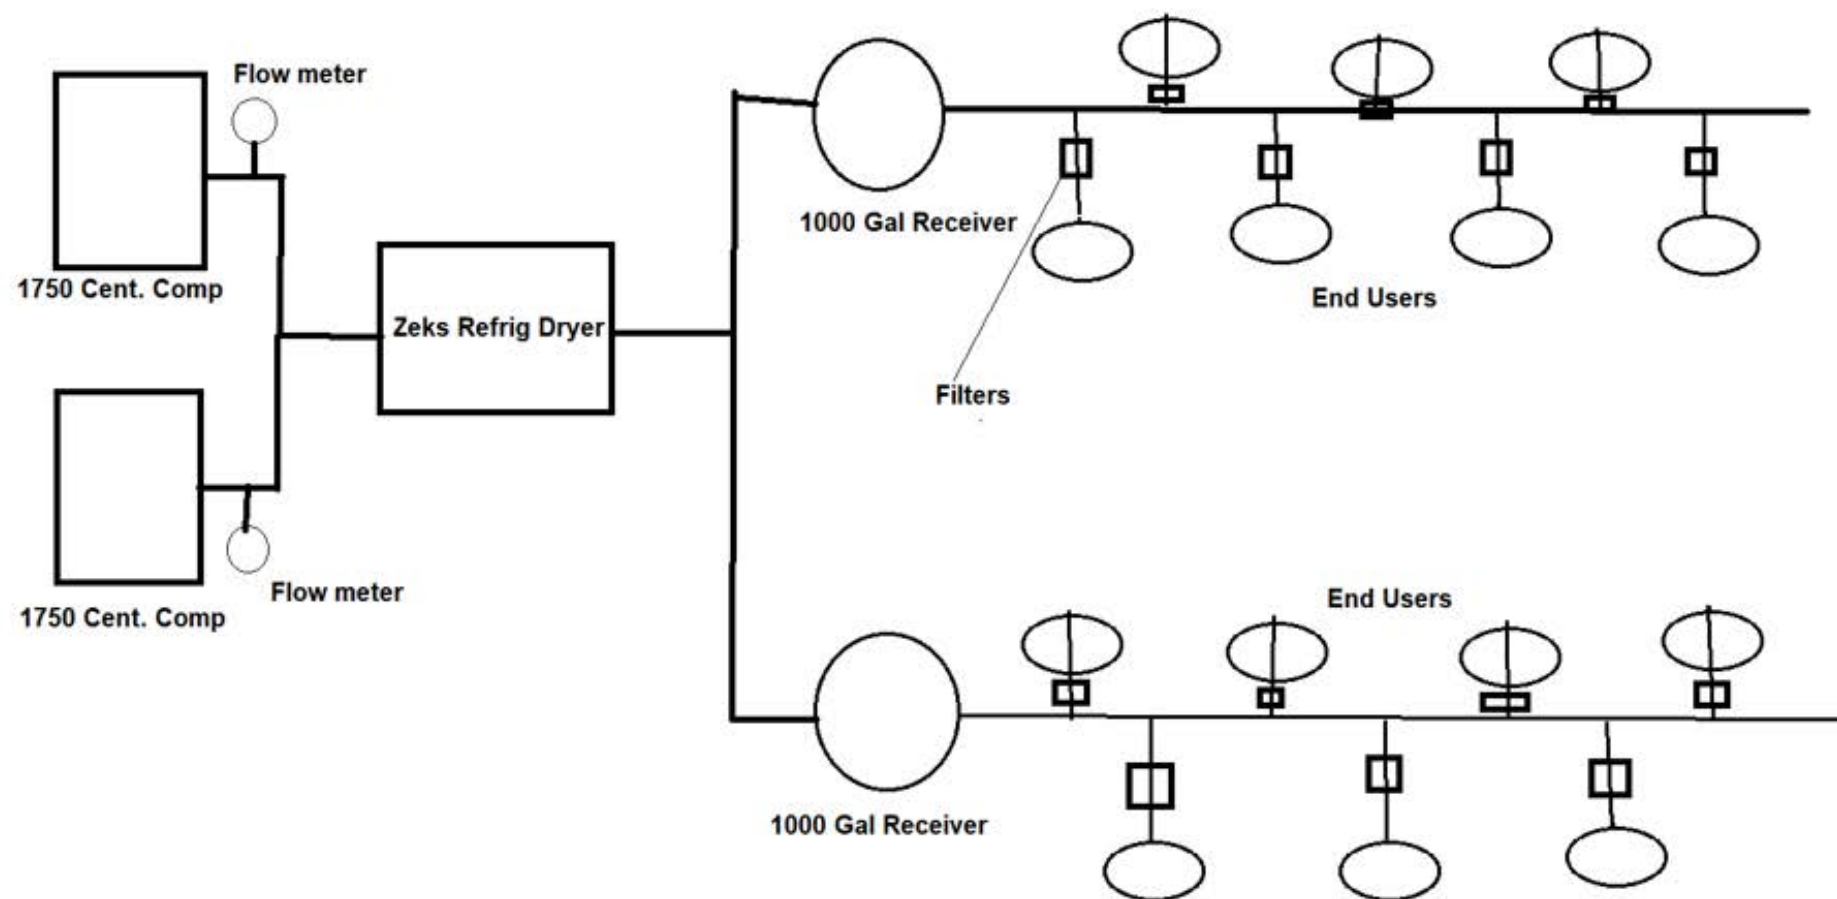 Flow meter
1750 Cent. Comp
Zeks Refrig Dryer
1000 Gal Receiver
End Users
Filters
Flow meter
1750 Cent. Comp
End Users
1000 Gal Receiver